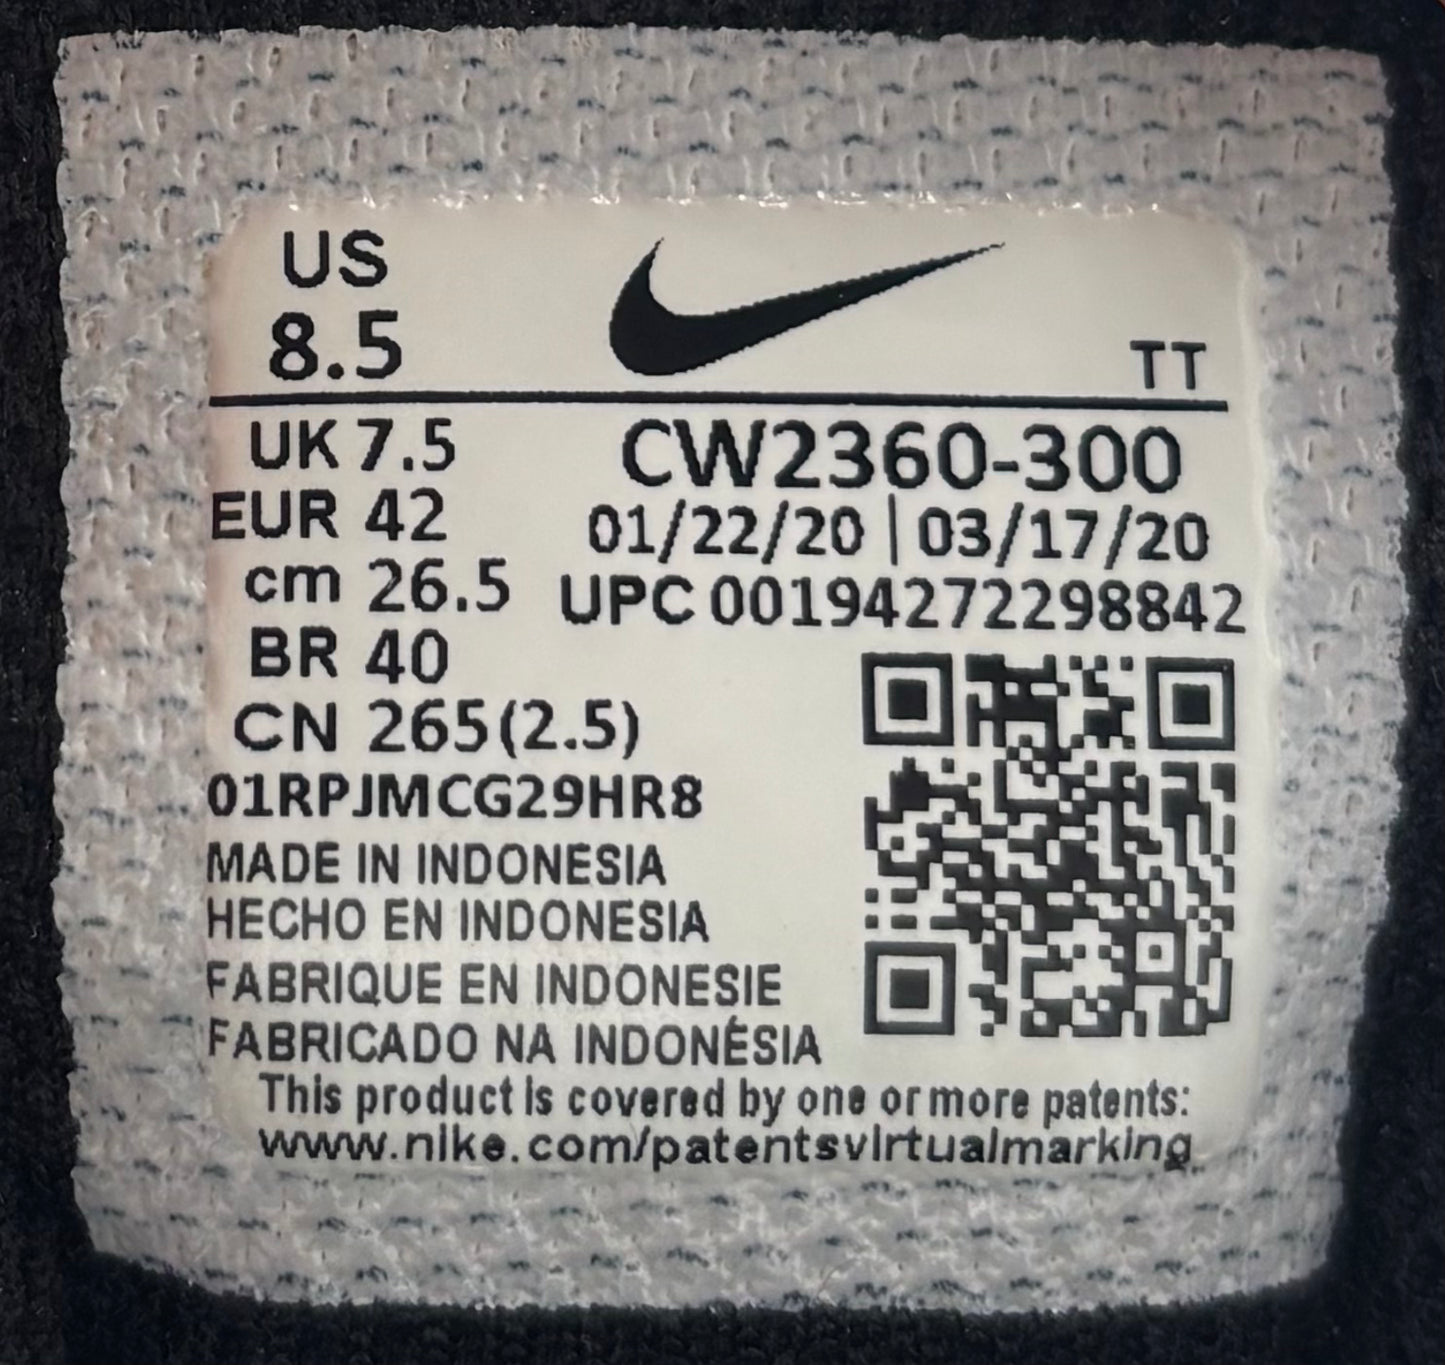 US
8.5
TT
UK 7.5
EUR 42
cm 26.5
BR 40
CN 265(2.5)
CW2360-300
01/22/20 | 03/17/20
UPC 00194272298842
01RPJMCG29HR8
MADE IN INDONESIA
HECHO EN INDONESIA
FABRIQUE EN INDONESIE
FABRICADO NA INDONÉSIA
This product is covered by one or more patents:
www.nike.com/patentsvirtualmarking